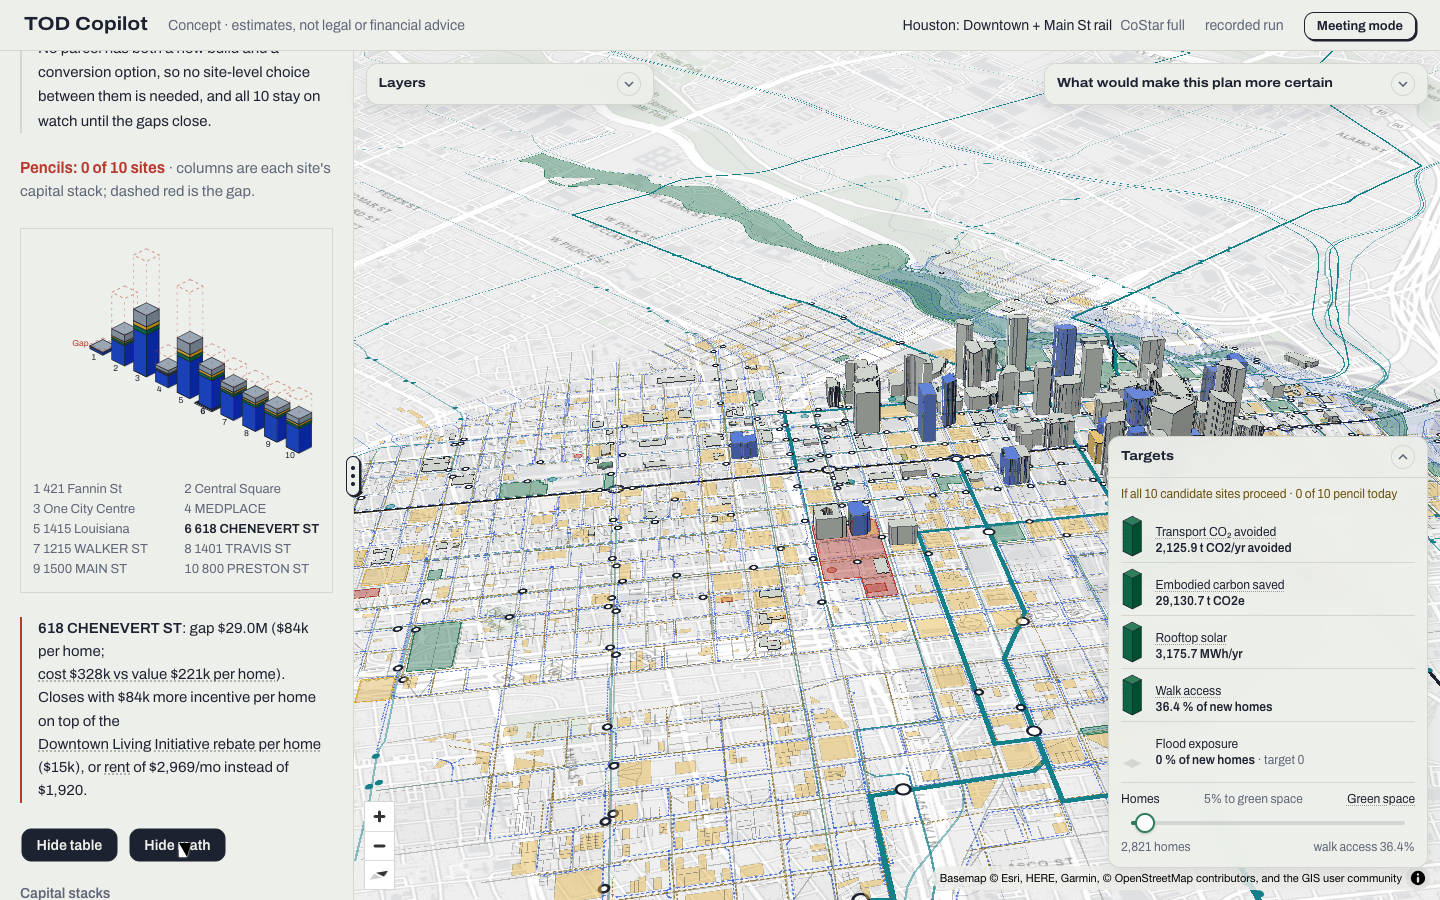 TOD Copilot
Concept · estimates, not legal or financial advice
Houston: Downtown + Main St rail CoStar full
recorded run
Meeting mode
No parcel has both a new build and a
conversion option, so no site-level choice
between them is needed, and all 10 stay on
watch until the gaps close.
Pencils: 0 of 10 sites · columns are each site's
capital stack; dashed red is the gap.
Gap
1
2
3
4
5
6
7
8
9
10
1 421 Fannin St
2 Central Square
3 One City Centre
4 MEDPLACE
5 1415 Louisiana
6 618 CHENEVERT ST
7 1215 WALKER ST
8 1401 TRAVIS ST
9 1500 MAIN ST
10 800 PRESTON ST
618 CHENEVERT ST: gap $29.0M ($84k
per home;
cost $328k vs value $221k per home).
Closes with $84k more incentive per home
on top of the
Downtown Living Initiative rebate per home
($15k), or rent of $2,969/mo instead of
$1,920.
Hide table
Capital stacks
Layers
What would make this plan more certain
ALAMO ST
W PIERCE ST
Targets
If all 10 candidate sites proceed · 0 of 10 pencil today
Transport CO₂ avoided
2,125.9 t CO2/yr avoided
Embodied carbon saved
29,130.7 t CO2e
Rooftop solar
3,175.7 MWh/yr
Walk access
36.4 % of new homes
Flood exposure
0 % of new homes · target 0
Homes
5% to green space
Green space
2,821 homes
walk access 36.4%
Basemap © Esri, HERE, Garmin, © OpenStreetMap contributors, and the GIS user community